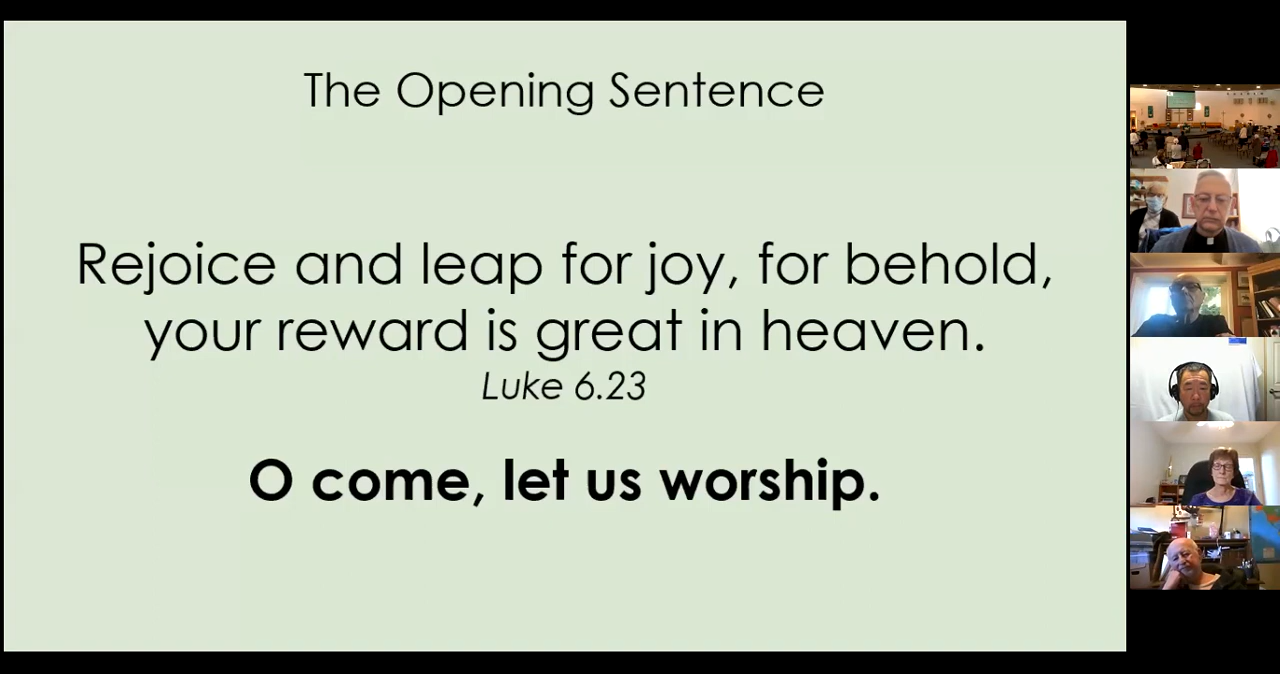 The Opening Sentence
Rejoice and leap for joy, for behold,
your reward is great in heaven.
Luke 6.23
O come, let us worship.